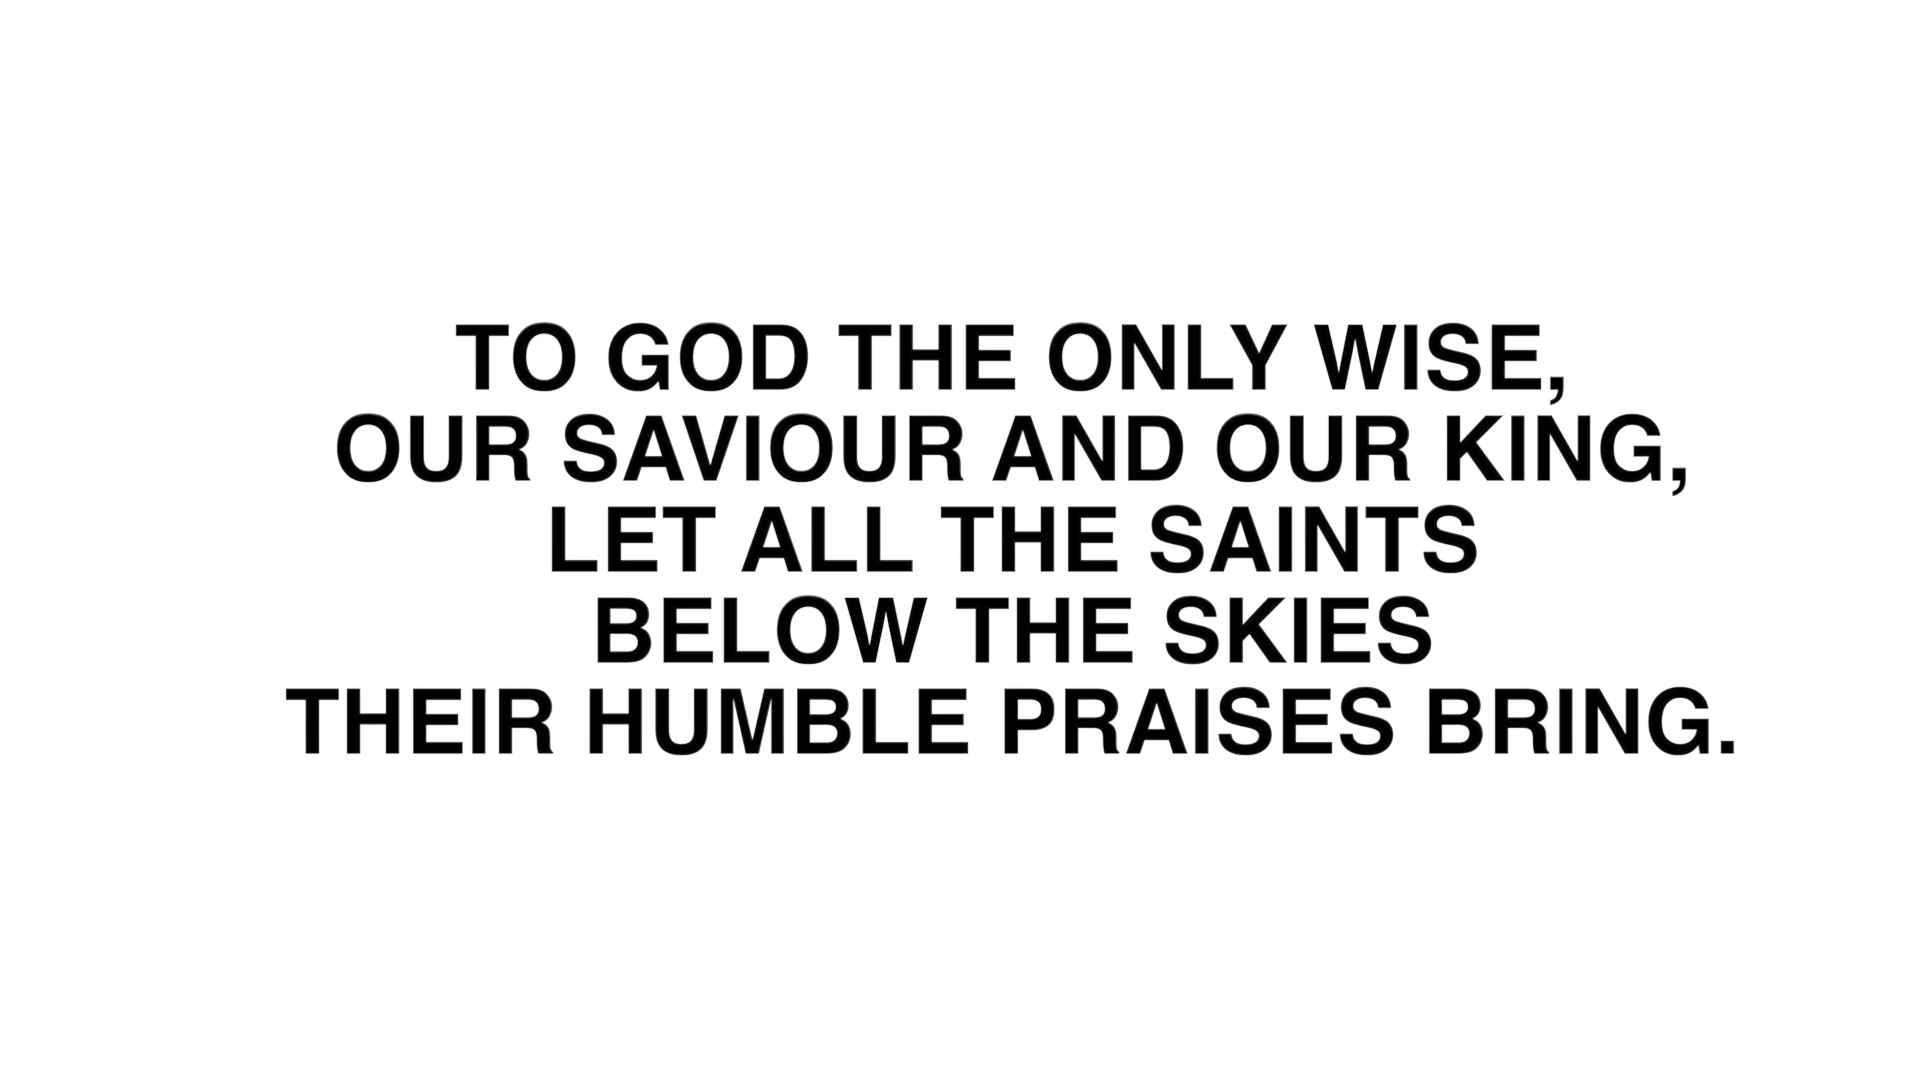 TO GOD THE ONLY WISE,
OUR SAVIOUR AND OUR KING,
LET ALL THE SAINTS
BELOW THE SKIES
THEIR HUMBLE PRAISES BRING.